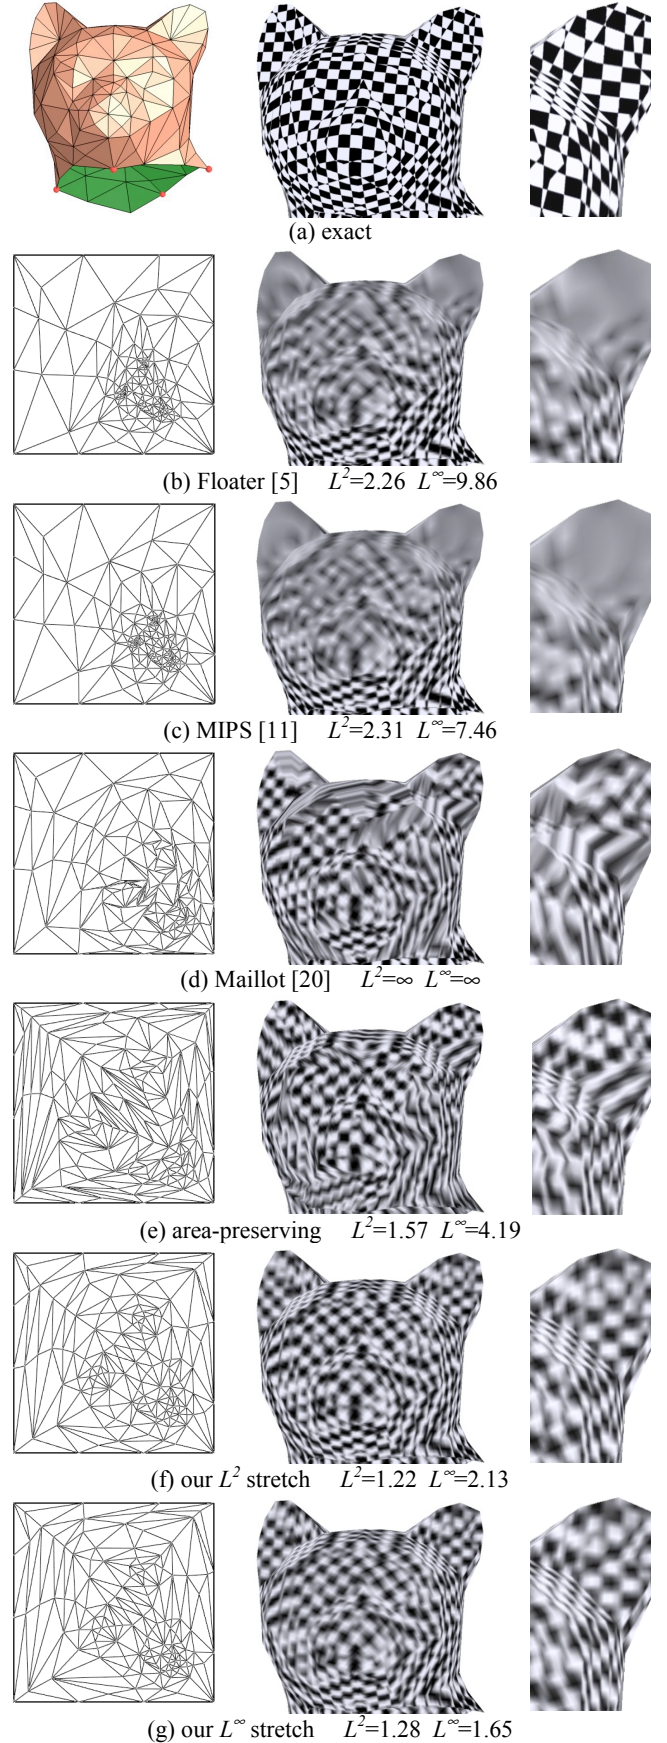 (a) exact
(b) Floater [5] L²=2.26 L∞=9.86
(c) MIPS [11] L²=2.31 L∞=7.46
(d) Maillot [20] L²=∞ L∞=∞
(e) area-preserving L²=1.57 L∞=4.19
(f) our L² stretch L²=1.22 L∞=2.13
(g) our L∞ stretch L²=1.28 L∞=1.65